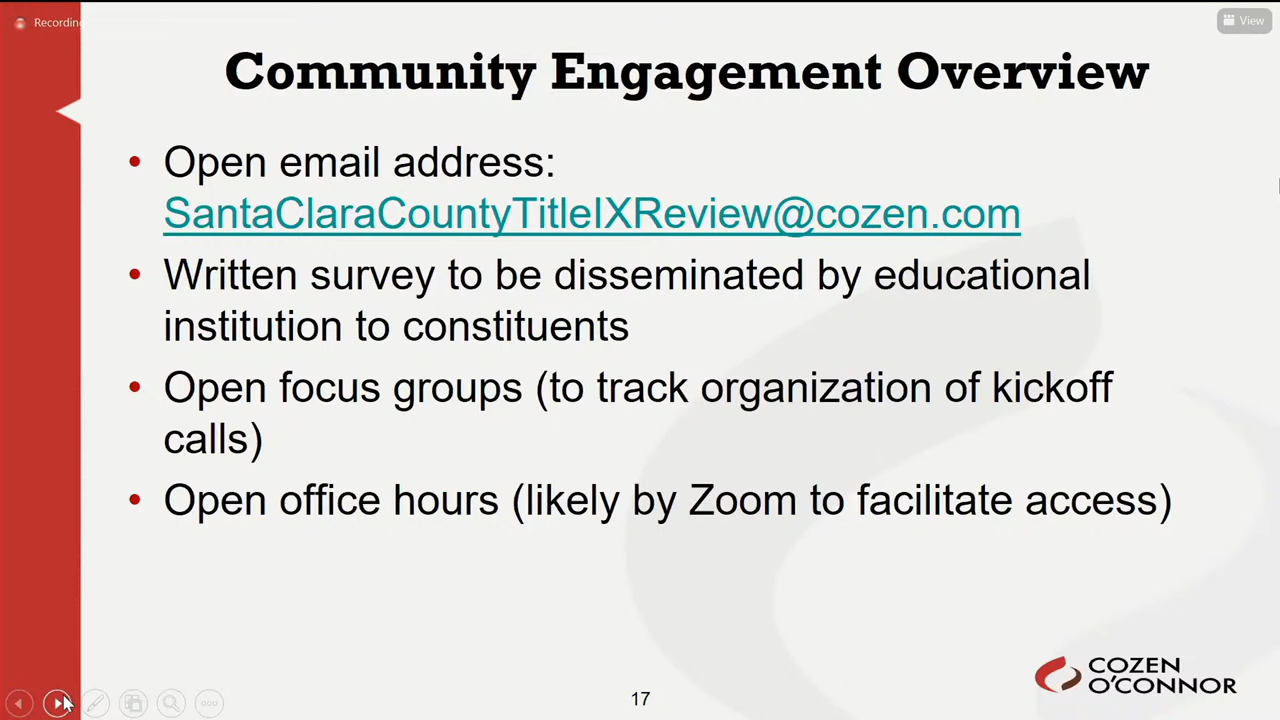 Recording
View
Community Engagement Overview
• Open email address:
SantaClaraCountyTitleIXReview@cozen.com
• Written survey to be disseminated by educational
institution to constituents
• Open focus groups (to track organization of kickoff
calls)
• Open office hours (likely by Zoom to facilitate access)
17
COZEN
O'CONNOR